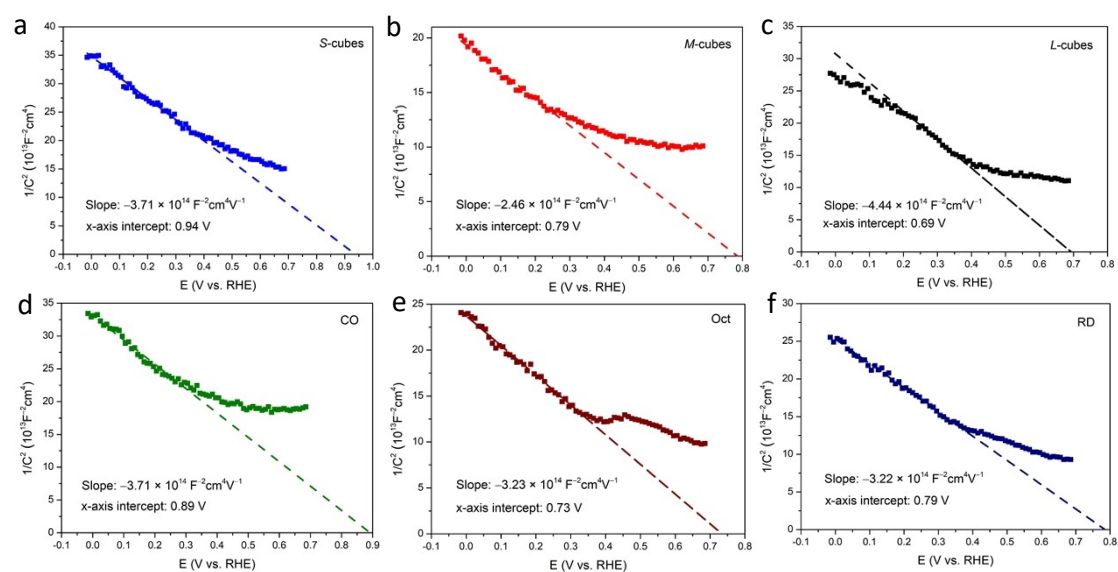 a
S-cubes
40
35
30
25
20
15
10
5
0
1/C² (10¹³F⁻²cm⁴)
Slope: −3.71 × 10¹⁴ F⁻²cm⁴V⁻¹
x-axis intercept: 0.94 V
-0.1 0.0 0.1 0.2 0.3 0.4 0.5 0.6 0.7 0.8 0.9 1.0
E (V vs. RHE)
b
M-cubes
20
15
10
5
0
1/C² (10¹³F⁻²cm⁴)
Slope: −2.46 × 10¹⁴ F⁻²cm⁴V⁻¹
x-axis intercept: 0.79 V
-0.1 0.0 0.1 0.2 0.3 0.4 0.5 0.6 0.7 0.8
E (V vs. RHE)
c
L-cubes
35
30
25
20
15
10
5
0
1/C² (10¹³F⁻²cm⁴)
Slope: −4.44 × 10¹⁴ F⁻²cm⁴V⁻¹
x-axis intercept: 0.69 V
-0.1 0.0 0.1 0.2 0.3 0.4 0.5 0.6 0.7 0.8
E (V vs. RHE)
d
CO
35
30
25
20
15
10
5
0
1/C² (10¹³F⁻²cm⁴)
Slope: −3.71 × 10¹⁴ F⁻²cm⁴V⁻¹
x-axis intercept: 0.89 V
-0.1 0.0 0.1 0.2 0.3 0.4 0.5 0.6 0.7 0.8 0.9
E (V vs. RHE)
e
Oct
25
20
15
10
5
0
1/C² (10¹³F⁻²cm⁴)
Slope: −3.23 × 10¹⁴ F⁻²cm⁴V⁻¹
x-axis intercept: 0.73 V
-0.1 0.0 0.1 0.2 0.3 0.4 0.5 0.6 0.7 0.8
E (V vs. RHE)
f
RD
30
25
20
15
10
5
0
1/C² (10¹³F⁻²cm⁴)
Slope: −3.22 × 10¹⁴ F⁻²cm⁴V⁻¹
x-axis intercept: 0.79 V
-0.1 0.0 0.1 0.2 0.3 0.4 0.5 0.6 0.7 0.8
E (V vs. RHE)